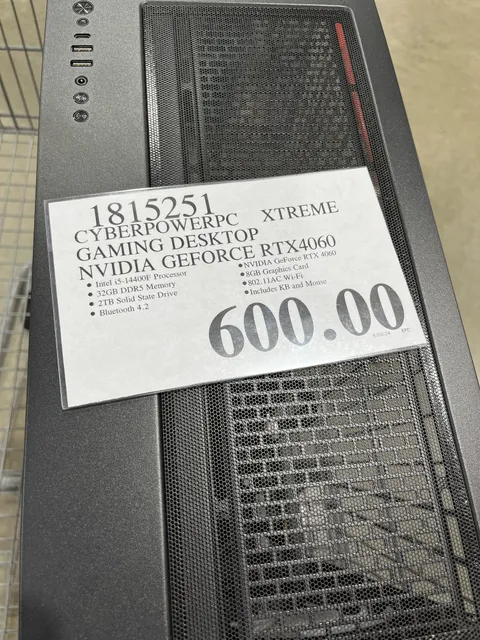 1815251
CYBERPOWERPC XTREME
GAMING DESKTOP
NVIDIA GEFORCE RTX4060
• Intel i5-14400F Processor
• 32GB DDR5 Memory
• 2TB Solid State Drive
• Bluetooth 4.2
• NVIDIA GeForce RTX 4060
• 8GB Graphics Card
• 802.11AC Wi-Fi
• Includes KB and Mouse
600.00